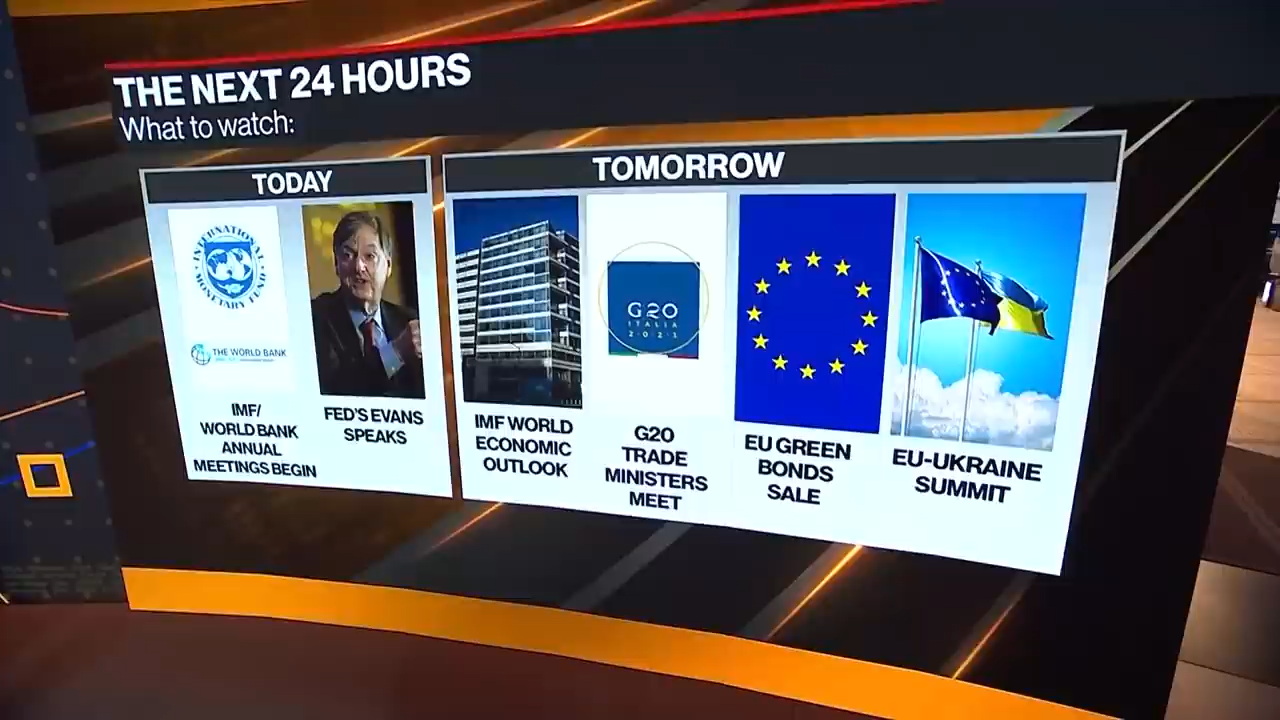 THE NEXT 24 HOURS
What to watch:
TODAY
INTERNATIONAL
MONETARY FUND
THE WORLD BANK
IMF/
WORLD BANK
ANNUAL
MEETINGS BEGIN
FED'S EVANS
SPEAKS
TOMORROW
IMF WORLD
ECONOMIC
OUTLOOK
G20
ITALIA
2021
G20
TRADE
MINISTERS
MEET
EU GREEN
BONDS
SALE
EU-UKRAINE
SUMMIT